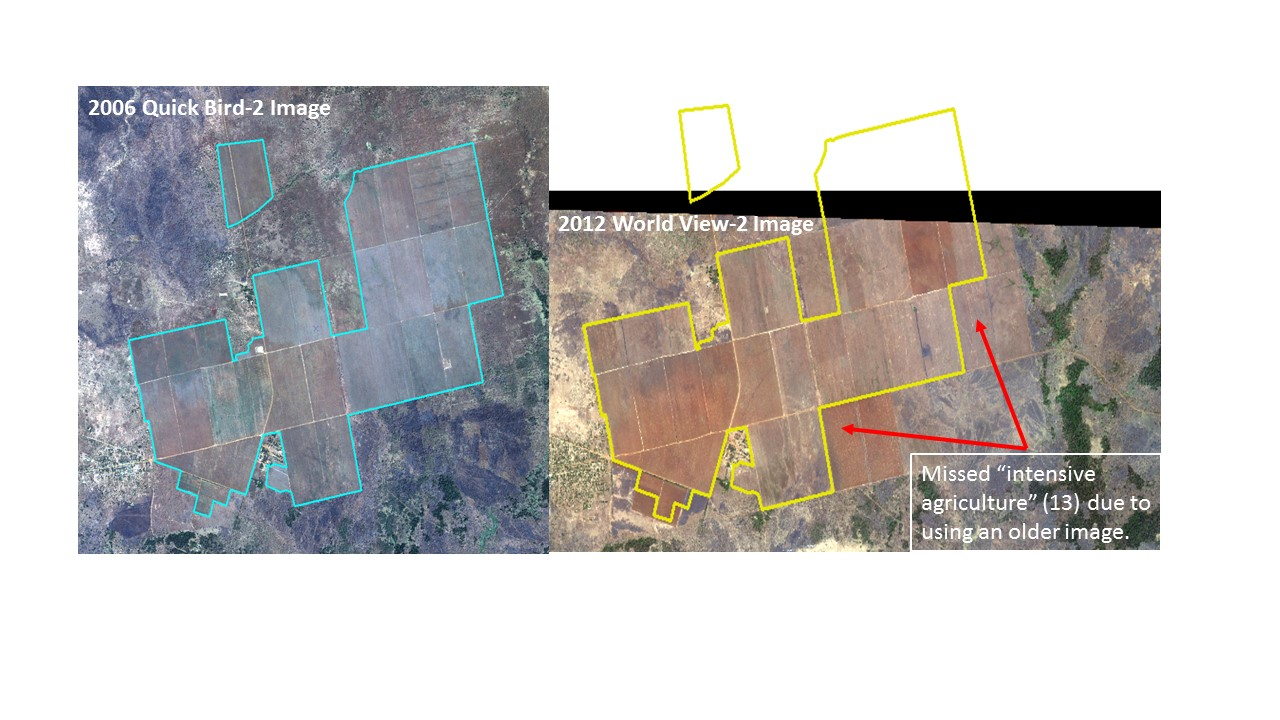 2006 Quick Bird-2 Image
2012 World View-2 Image
Missed “intensive
agriculture” (13) due to
using an older image.